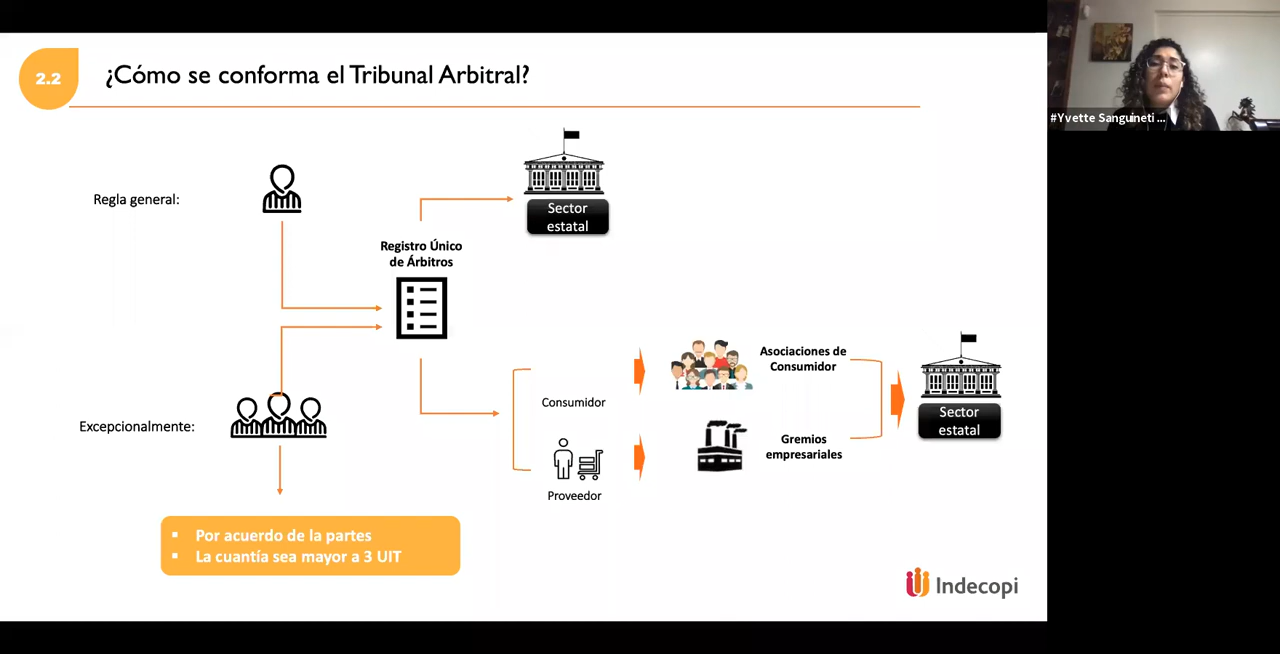 2.2
¿Cómo se conforma el Tribunal Arbitral?
#Yvette Sanguineti ...
Regla general:
Sector
estatal
Registro Único
de Árbitros
Asociaciones de
Consumidor
Consumidor
Sector
estatal
Excepcionalmente:
Gremios
empresariales
Proveedor
▪ Por acuerdo de la partes
▪ La cuantía sea mayor a 3 UIT
Indecopi